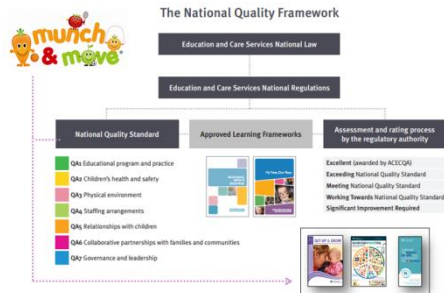 The National Quality Framework
munch
& move
Education and Care Services National Law
Education and Care Services National Regulations
National Quality Standard
Approved Learning Frameworks
Assessment and rating process
by the regulatory authority
QA1 Educational program and practice
QA2 Children's health and safety
QA3 Physical environment
QA4 Staffing arrangements
QA5 Relationships with children
QA6 Collaborative partnerships with families and communities
QA7 Governance and leadership
Excellent (awarded by ACECQA)
Exceeding National Quality Standard
Meeting National Quality Standard
Working Towards National Quality Standard
Significant Improvement Required